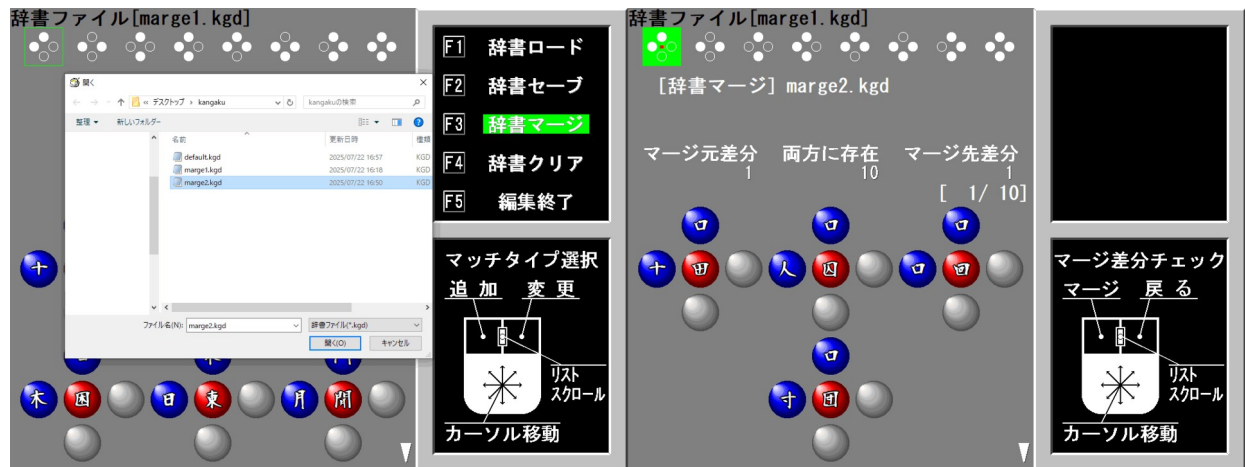 辞書ファイル[marge1.kgd]
開く
« デスクトップ › kangaku
kangakuの検索
整理
新しいフォルダー
名前 更新日時 種類
default.kgd 2025/07/22 16:57 KGD
marge1.kgd 2025/07/22 16:18 KGD
marge2.kgd 2025/07/22 16:50 KGD
ファイル名(N): marge2.kgd 辞書ファイル(*.kgd)
開く(O) キャンセル
十
木 困 日 東 月 門 開
F1 辞書ロード
F2 辞書セーブ
F3 辞書マージ
F4 辞書クリア
F5 編集終了
マッチタイプ選択
追加 変更
リスト
スクロール
カーソル移動
辞書ファイル[marge1.kgd]
[辞書マージ] marge2.kgd
マージ元差分 両方に存在 マージ先差分
1 10 1
[ 1/ 10]
口 口 口
十 田 人 囚 口 回
口
寸 団
マージ差分チェック
マージ 戻る
リスト
スクロール
カーソル移動